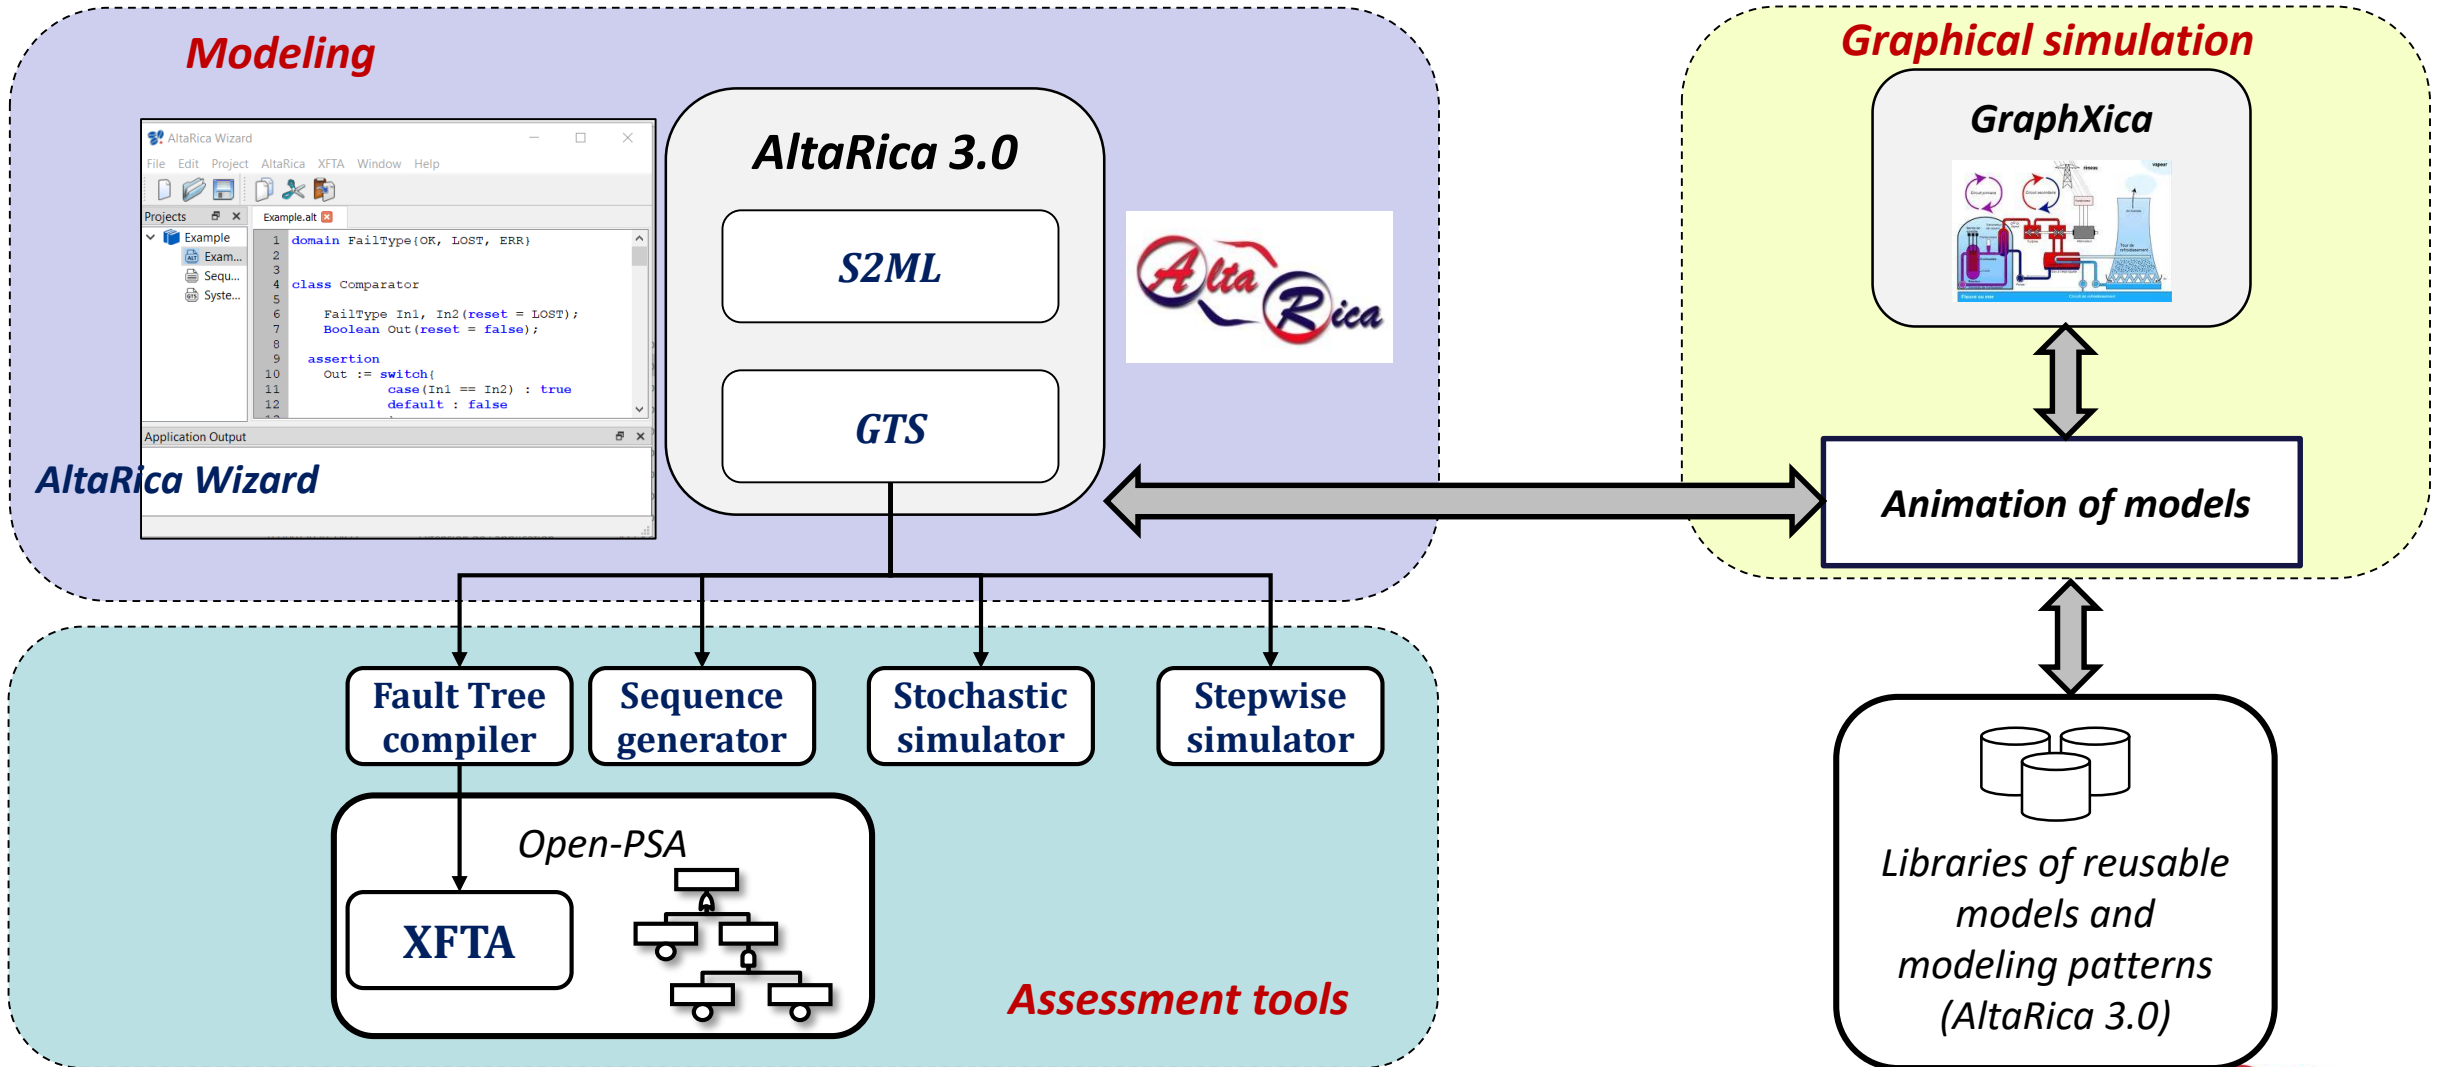 Modeling
AltaRica Wizard
File Edit Project AltaRica XFTA Window Help
Projects
Example.alt
Example
Exam...
Sequ...
Syste...
1 domain FailType{OK, LOST, ERR}
2
3
4 class Comparator
5
6 FailType In1, In2(reset = LOST);
7 Boolean Out(reset = false);
8
9 assertion
10 Out := switch{
11 case(In1 == In2) : true
12 default : false
Application Output
AltaRica Wizard
AltaRica 3.0
S2ML
GTS
Alta
Rica
Graphical simulation
GraphXica
réseau
vapeur
Animation of models
Fault Tree
compiler
Sequence
generator
Stochastic
simulator
Stepwise
simulator
Open-PSA
XFTA
Assessment tools
Libraries of reusable
models and
modeling patterns
(AltaRica 3.0)